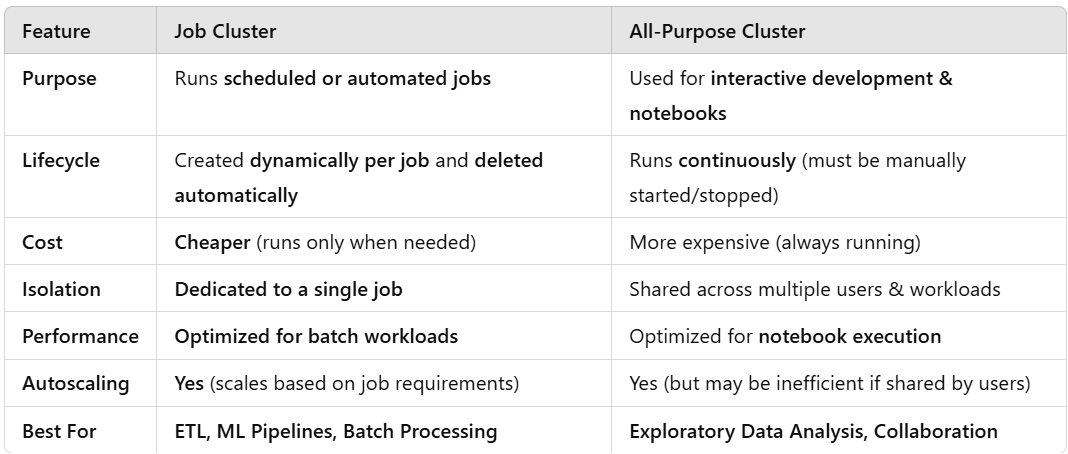 Feature Job Cluster All-Purpose Cluster
Purpose Runs scheduled or automated jobs Used for interactive development &
notebooks
Lifecycle Created dynamically per job and deleted Runs continuously (must be manually
automatically started/stopped)
Cost Cheaper (runs only when needed) More expensive (always running)
Isolation Dedicated to a single job Shared across multiple users & workloads
Performance Optimized for batch workloads Optimized for notebook execution
Autoscaling Yes (scales based on job requirements) Yes (but may be inefficient if shared by users)
Best For ETL, ML Pipelines, Batch Processing Exploratory Data Analysis, Collaboration